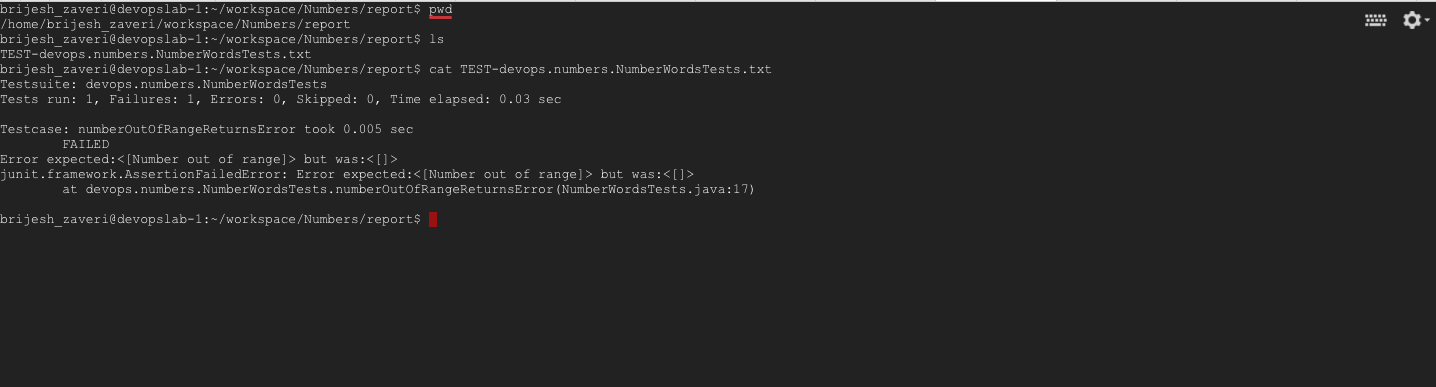 brijesh_zaveri@devopslab-1:~/workspace/Numbers/report$ pwd
/home/brijesh_zaveri/workspace/Numbers/report
brijesh_zaveri@devopslab-1:~/workspace/Numbers/report$ ls
TEST-devops.numbers.NumberWordsTests.txt
brijesh_zaveri@devopslab-1:~/workspace/Numbers/report$ cat TEST-devops.numbers.NumberWordsTests.txt
Testsuite: devops.numbers.NumberWordsTests
Tests run: 1, Failures: 1, Errors: 0, Skipped: 0, Time elapsed: 0.03 sec
Testcase: numberOutOfRangeReturnsError took 0.005 sec
FAILED
Error expected:<[Number out of range]> but was:<[]>
junit.framework.AssertionFailedError: Error expected:<[Number out of range]> but was:<[]>
at devops.numbers.NumberWordsTests.numberOutOfRangeReturnsError(NumberWordsTests.java:17)
brijesh_zaveri@devopslab-1:~/workspace/Numbers/report$